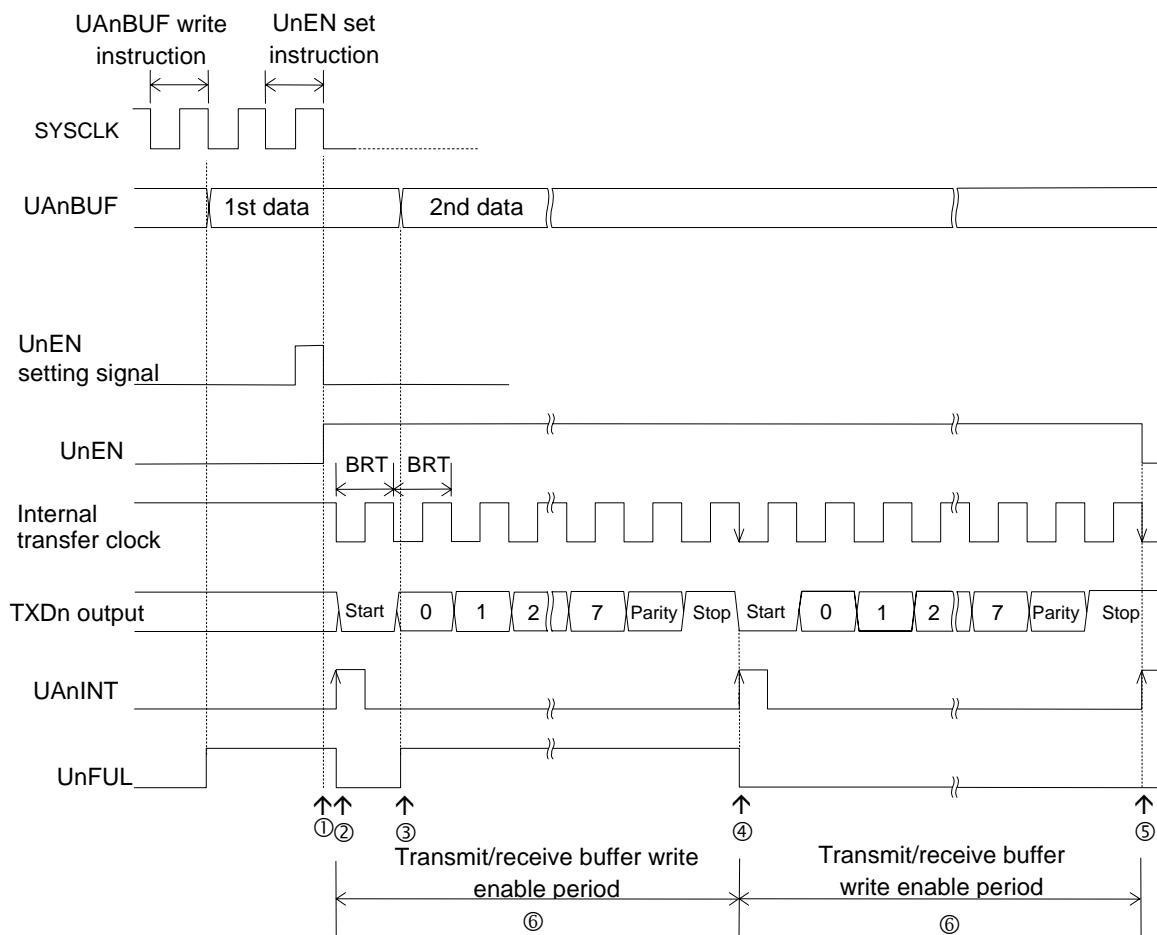 UAnBUF write
instruction
UnEN set
instruction
SYSCLK
UAnBUF
1st data
2nd data
UnEN
setting signal
UnEN
BRT
BRT
Internal
transfer clock
TXDn output
Start
0
1
2
7
Parity
Stop
Start
0
1
2
7
Parity
Stop
UAnINT
UnFUL
①
②
③
④
⑤
Transmit/receive buffer write
enable period
⑥
Transmit/receive buffer
write enable period
⑥